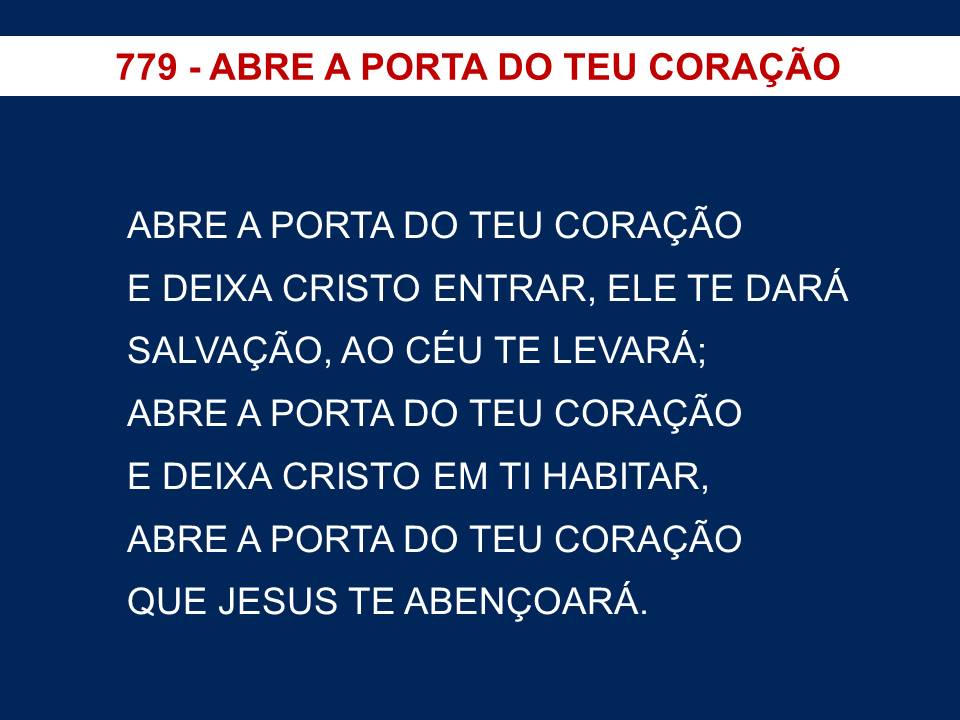 779 - ABRE A PORTA DO TEU CORAÇÃO
ABRE A PORTA DO TEU CORAÇÃO
E DEIXA CRISTO ENTRAR, ELE TE DARÁ
SALVAÇÃO, AO CÉU TE LEVARÁ;
ABRE A PORTA DO TEU CORAÇÃO
E DEIXA CRISTO EM TI HABITAR,
ABRE A PORTA DO TEU CORAÇÃO
QUE JESUS TE ABENÇOARÁ.